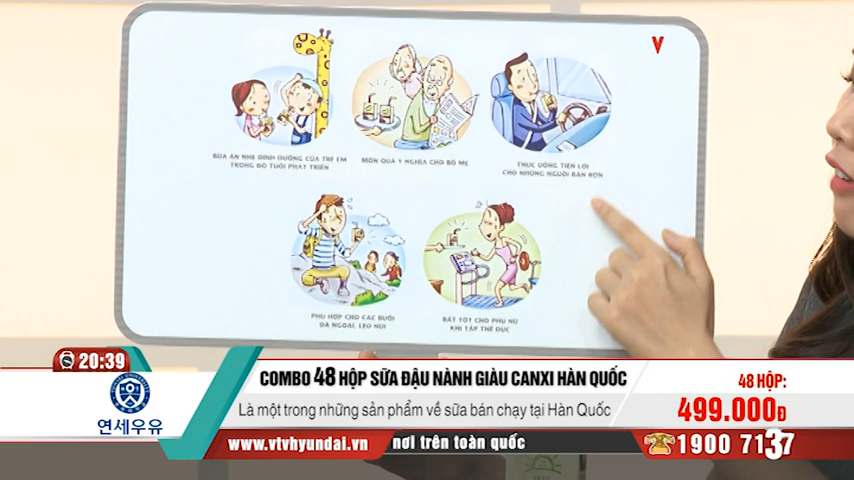 V
BỮA ĂN NHẸ DINH DƯỠNG CỦA TRẺ EM
TRONG ĐỘ TUỔI PHÁT TRIỂN
MÓN QUÀ Ý NGHĨA CHO BỐ MẸ
THỨC UỐNG TIỆN LỢI
CHO NHỮNG NGƯỜI BẬN RỘN
PHÙ HỢP CHO CÁC BUỔI
DÃ NGOẠI, LEO NÚI
RẤT TỐT CHO PHỤ NỮ
KHI TẬP THỂ DỤC
20:39
COMBO 48 HỘP SỮA ĐẬU NÀNH GIÀU CANXI HÀN QUỐC
48 HỘP:
Là một trong những sản phẩm về sữa bán chạy tại Hàn Quốc
499.000Đ
연세우유
www.vtvhyundai.vn
nơi trên toàn quốc
1900 7137